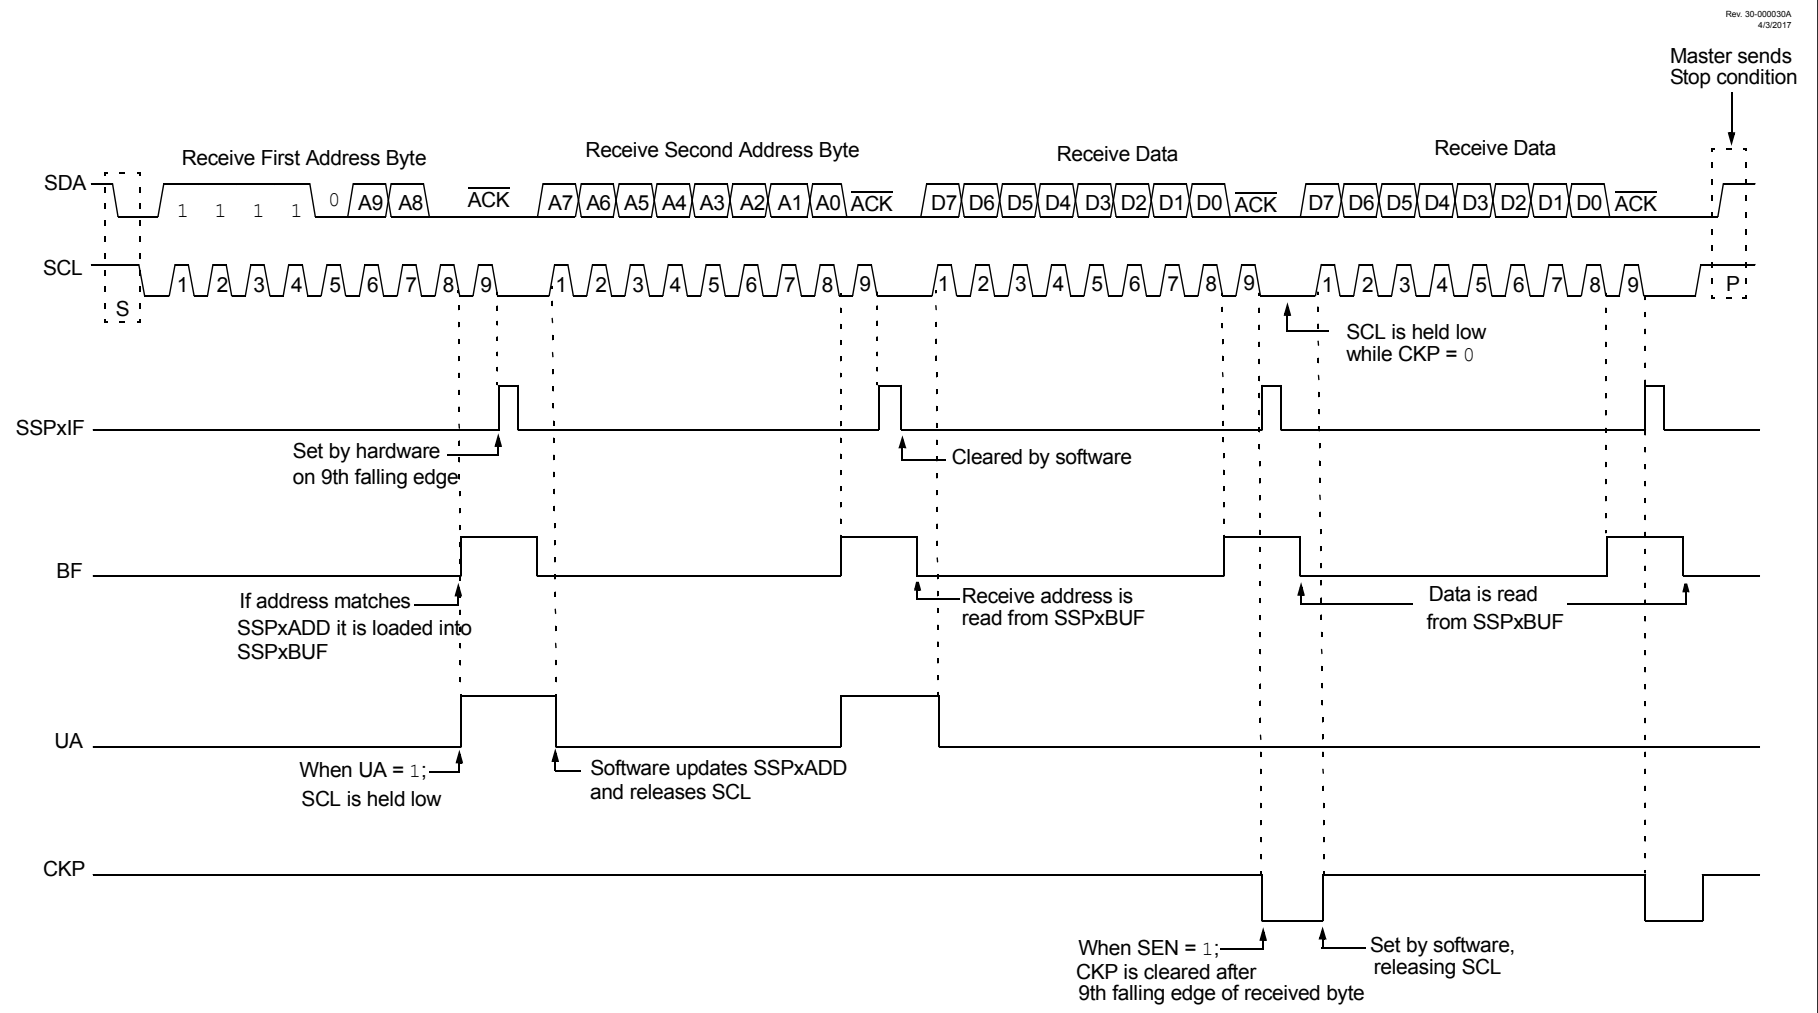 Rev. 30-000030A
4/3/2017
Master sends
Stop condition
Receive First Address Byte
Receive Second Address Byte
Receive Data
Receive Data
SDA
1 1 1 1 0 A9 A8 ACK A7 A6 A5 A4 A3 A2 A1 A0 ACK D7 D6 D5 D4 D3 D2 D1 D0 ACK D7 D6 D5 D4 D3 D2 D1 D0 ACK
SCL
1 2 3 4 5 6 7 8 9 1 2 3 4 5 6 7 8 9 1 2 3 4 5 6 7 8 9 1 2 3 4 5 6 7 8 9 P
S
SCL is held low
while CKP = 0
SSPxIF
Set by hardware
on 9th falling edge
Cleared by software
BF
If address matches
SSPxADD it is loaded into
SSPxBUF
Receive address is
read from SSPxBUF
Data is read
from SSPxBUF
UA
When UA = 1;
SCL is held low
Software updates SSPxADD
and releases SCL
CKP
When SEN = 1;
CKP is cleared after
9th falling edge of received byte
Set by software,
releasing SCL